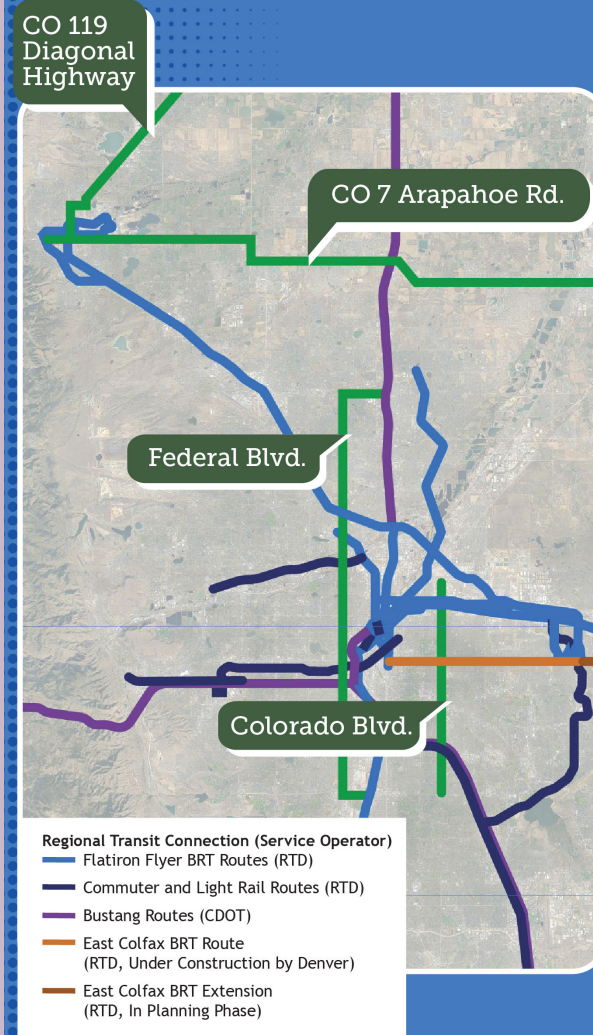 CO 119
Diagonal
Highway
CO 7 Arapahoe Rd.
Federal Blvd.
Colorado Blvd.
Regional Transit Connection (Service Operator)
Flatiron Flyer BRT Routes (RTD)
Commuter and Light Rail Routes (RTD)
Bustang Routes (CDOT)
East Colfax BRT Route
(RTD, Under Construction by Denver)
East Colfax BRT Extension
(RTD, In Planning Phase)